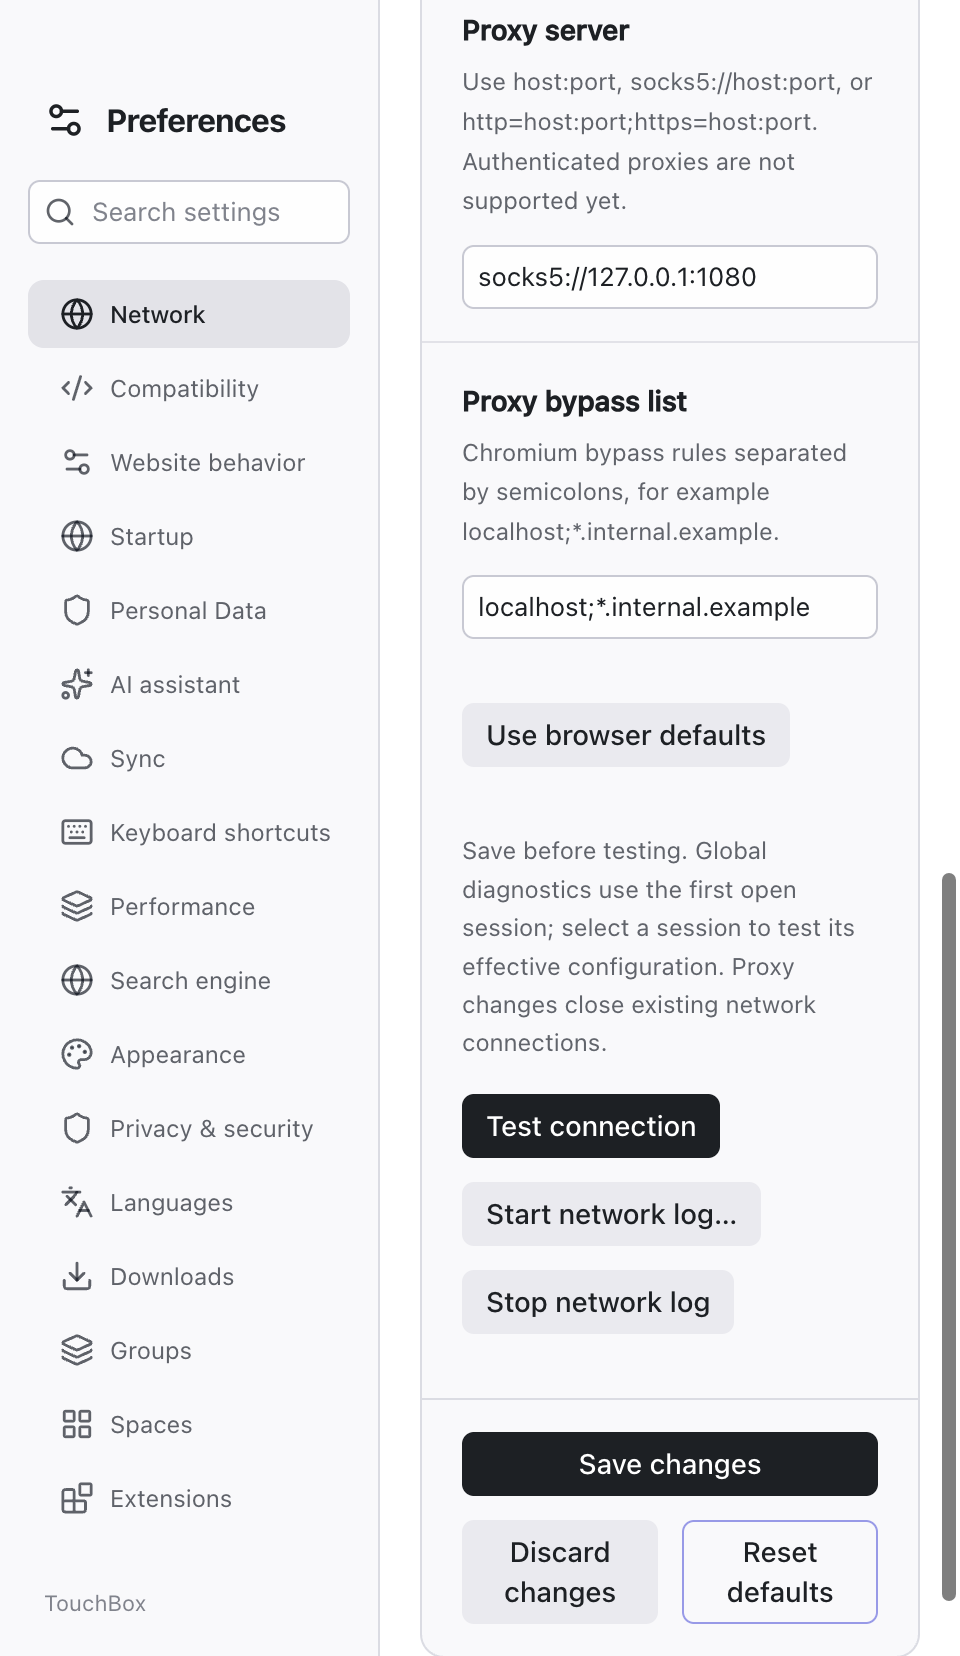 Preferences
Search settings
Network
Compatibility
Website behavior
Startup
Personal Data
AI assistant
Sync
Keyboard shortcuts
Performance
Search engine
Appearance
Privacy & security
Languages
Downloads
Groups
Spaces
Extensions
TouchBox
Proxy server
Use host:port, socks5://host:port, or
http=host:port;https=host:port.
Authenticated proxies are not
supported yet.
socks5://127.0.0.1:1080
Proxy bypass list
Chromium bypass rules separated
by semicolons, for example
localhost;*.internal.example.
localhost;*.internal.example
Use browser defaults
Save before testing. Global
diagnostics use the first open
session; select a session to test its
effective configuration. Proxy
changes close existing network
connections.
Test connection
Start network log...
Stop network log
Save changes
Discard
changes
Reset
defaults